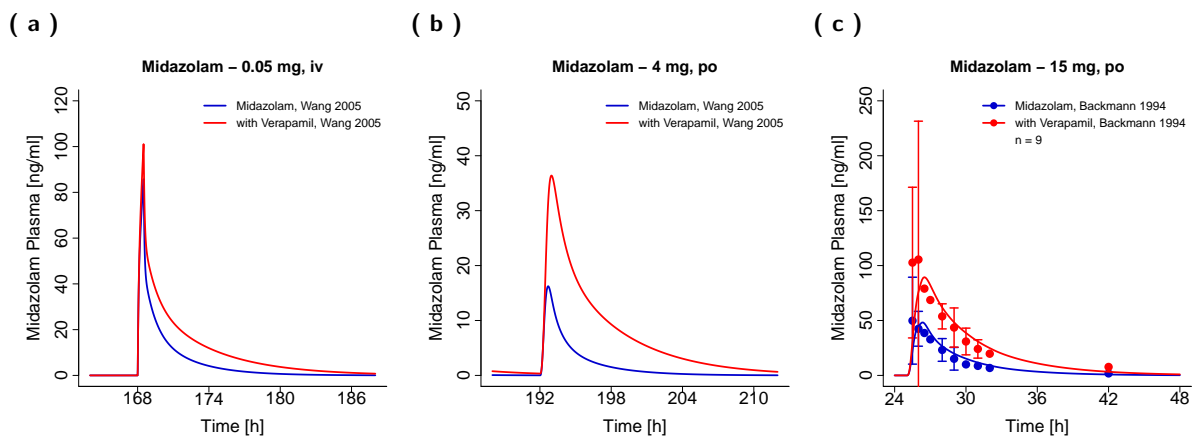 ( a )
Midazolam – 0.05 mg, iv
Midazolam, Wang 2005
with Verapamil, Wang 2005
Midazolam Plasma [ng/ml]
120
100
80
60
40
20
0
168
174
180
186
Time [h]
( b )
Midazolam – 4 mg, po
Midazolam, Wang 2005
with Verapamil, Wang 2005
Midazolam Plasma [ng/ml]
50
40
30
20
10
0
192
198
204
210
Time [h]
( c )
Midazolam – 15 mg, po
Midazolam, Backmann 1994
with Verapamil, Backmann 1994
n = 9
Midazolam Plasma [ng/ml]
250
200
150
100
50
0
24
30
36
42
48
Time [h]